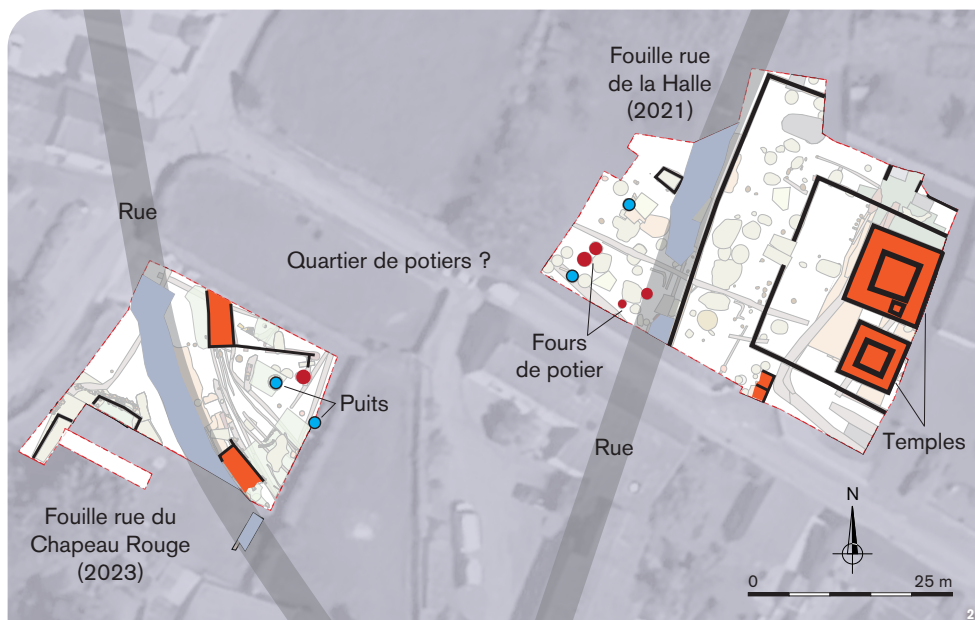 Fouille rue
de la Halle
(2021)
Rue
Quartier de potiers ?
Fours
de potier
Puits
Temples
Rue
Fouille rue du
Chapeau Rouge
(2023)
N
0 25 m
2